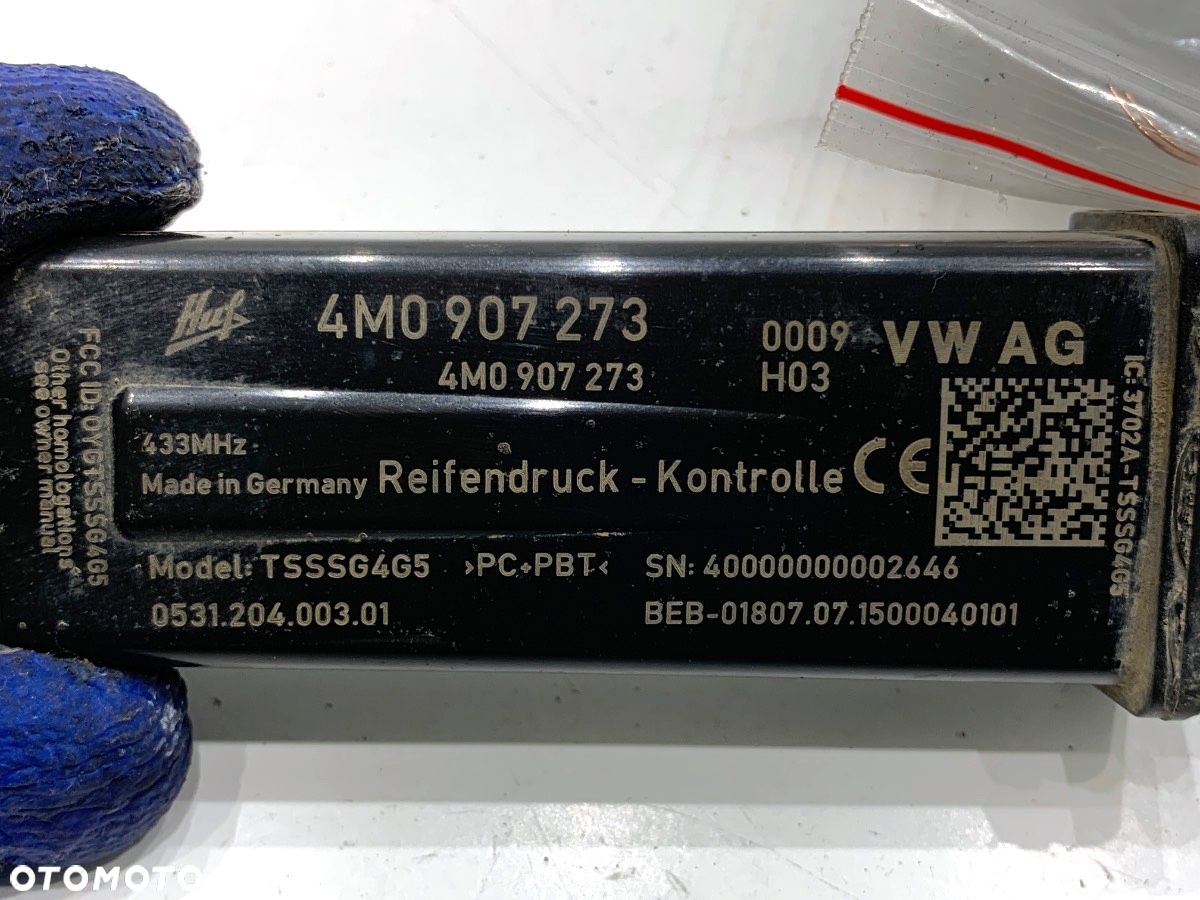 Huf
4M0 907 273
4M0 907 273
0009
H03
VW AG
FCC ID: OYGTSSSG4G5
Other homologations
see owner manual
433MHz
Made in Germany
Reifendruck - Kontrolle
CE
IC: 3702A-TSSSG4G5
Model: TSSSG4G5 >PC+PBT< SN: 40000000002646
0531.204.003.01 BEB-01807.07.1500040101
OTOMOTO